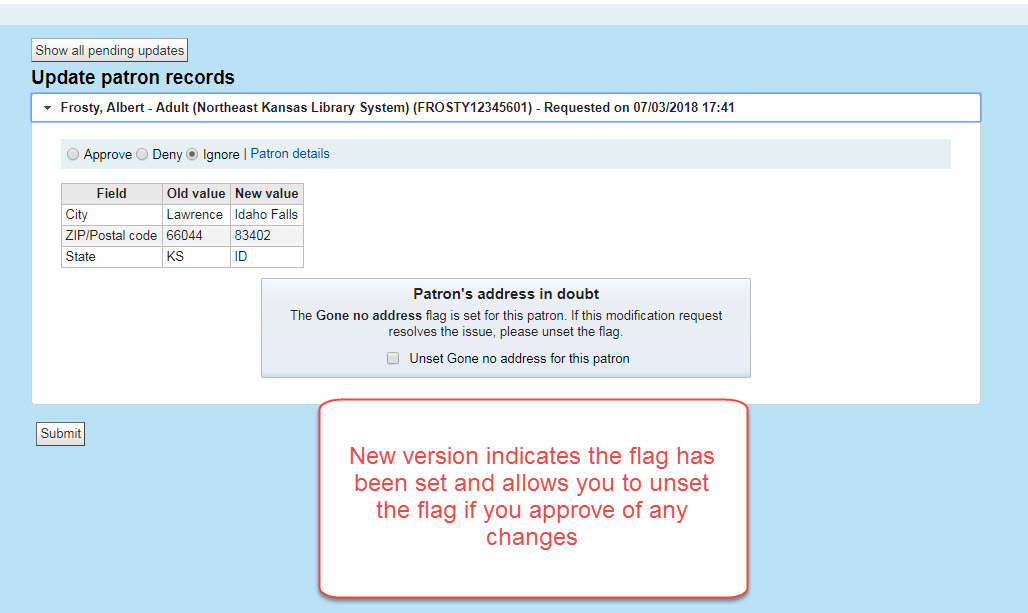 Show all pending updates
Update patron records
Frosty, Albert - Adult (Northeast Kansas Library System) (FROSTY12345601) - Requested on 07/03/2018 17:41
Approve Deny Ignore | Patron details
Field Old value New value
City Lawrence Idaho Falls
ZIP/Postal code 66044 83402
State KS ID
Patron's address in doubt
The Gone no address flag is set for this patron. If this modification request
resolves the issue, please unset the flag.
Unset Gone no address for this patron
Submit
New version indicates the flag has
been set and allows you to unset
the flag if you approve of any
changes